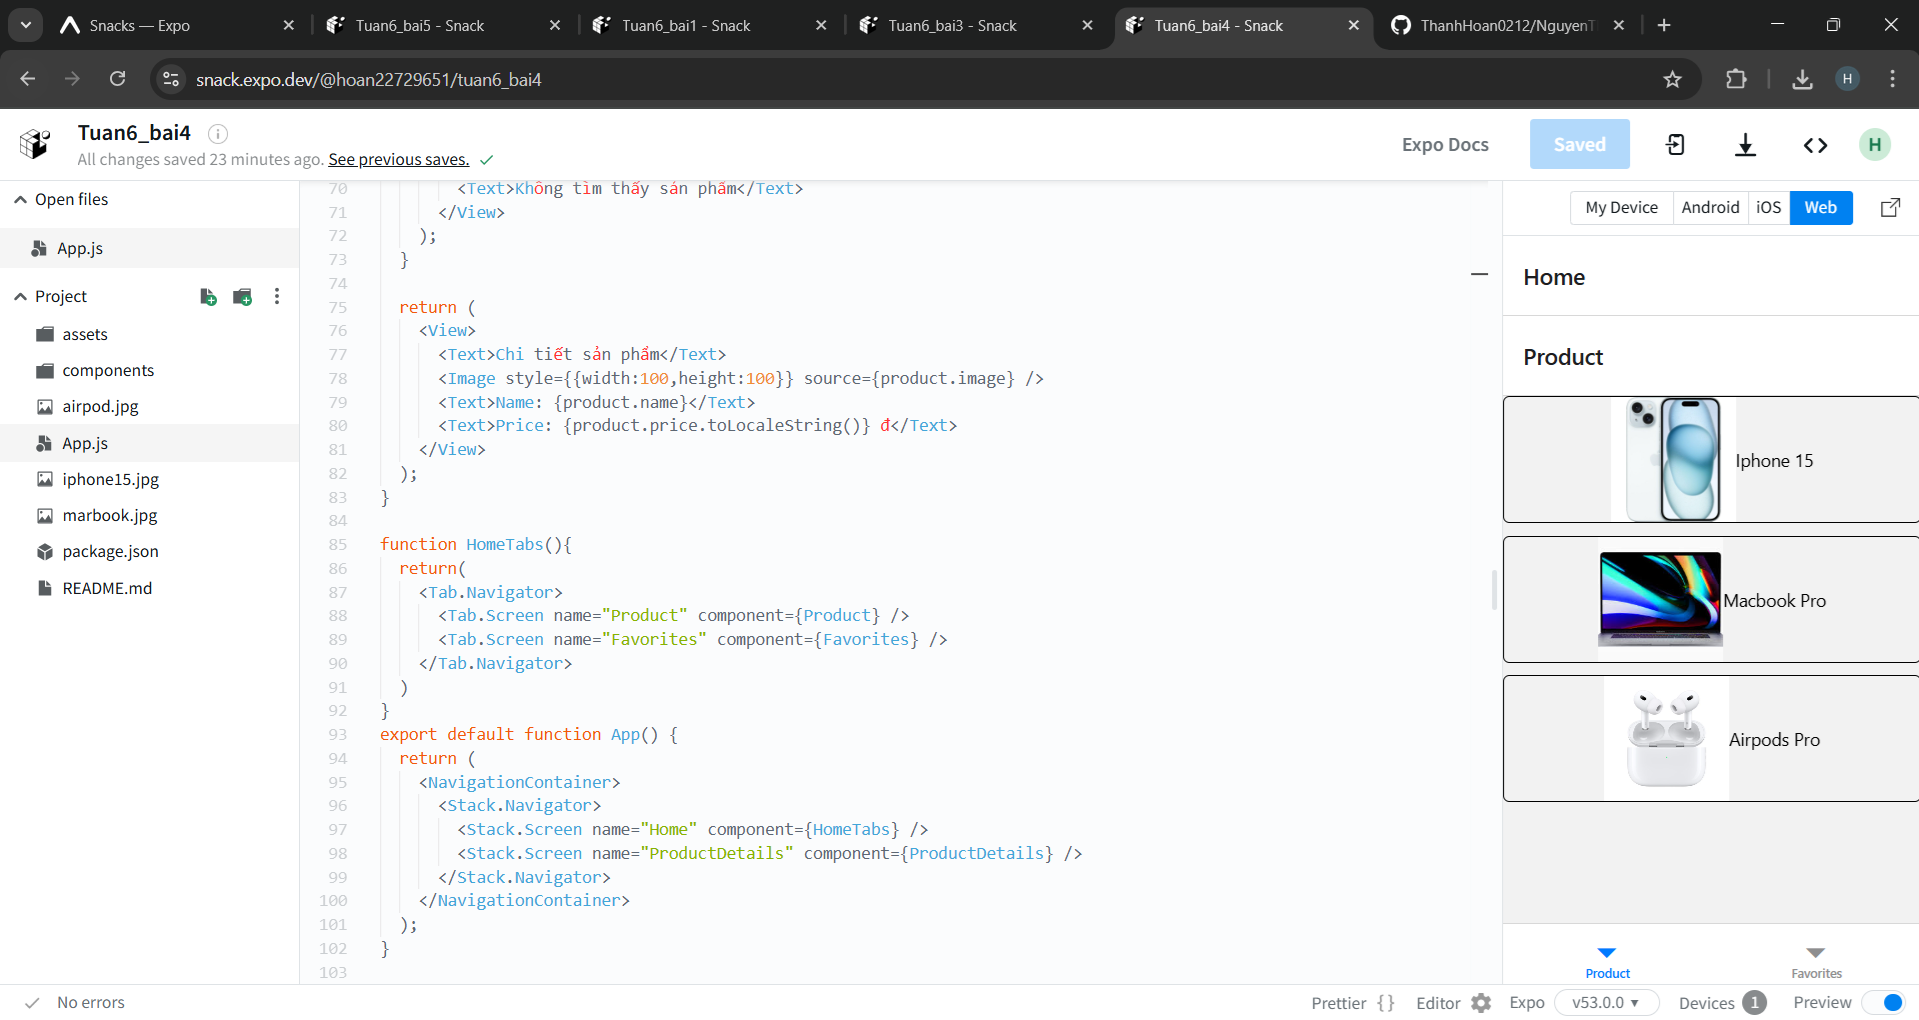 Snacks — Expo
Tuan6_bai5 - Snack
Tuan6_bai1 - Snack
Tuan6_bai3 - Snack
Tuan6_bai4 - Snack
ThanhHoan0212/NguyenT
snack.expo.dev/@hoan22729651/tuan6_bai4
H
Tuan6_bai4
All changes saved 23 minutes ago. See previous saves.
Expo Docs
Saved
H
Open files
App.js
Project
assets
components
airpod.jpg
App.js
iphone15.jpg
marbook.jpg
package.json
README.md
70 <Text>Không tìm thấy sản phẩm</Text>
71 </View>
72 );
73 }
74
75 return (
76 <View>
77 <Text>Chi tiết sản phẩm</Text>
78 <Image style={{width:100,height:100}} source={product.image} />
79 <Text>Name: {product.name}</Text>
80 <Text>Price: {product.price.toLocaleString()} đ</Text>
81 </View>
82 );
83 }
84
85 function HomeTabs(){
86 return(
87 <Tab.Navigator>
88 <Tab.Screen name="Product" component={Product} />
89 <Tab.Screen name="Favorites" component={Favorites} />
90 </Tab.Navigator>
91 )
92 }
93 export default function App() {
94 return (
95 <NavigationContainer>
96 <Stack.Navigator>
97 <Stack.Screen name="Home" component={HomeTabs} />
98 <Stack.Screen name="ProductDetails" component={ProductDetails} />
99 </Stack.Navigator>
100 </NavigationContainer>
101 );
102 }
103
My Device
Android
iOS
Web
Home
Product
Iphone 15
Macbook Pro
Airpods Pro
Product
Favorites
No errors
Prettier {}
Editor
Expo
v53.0.0
Devices 1
Preview